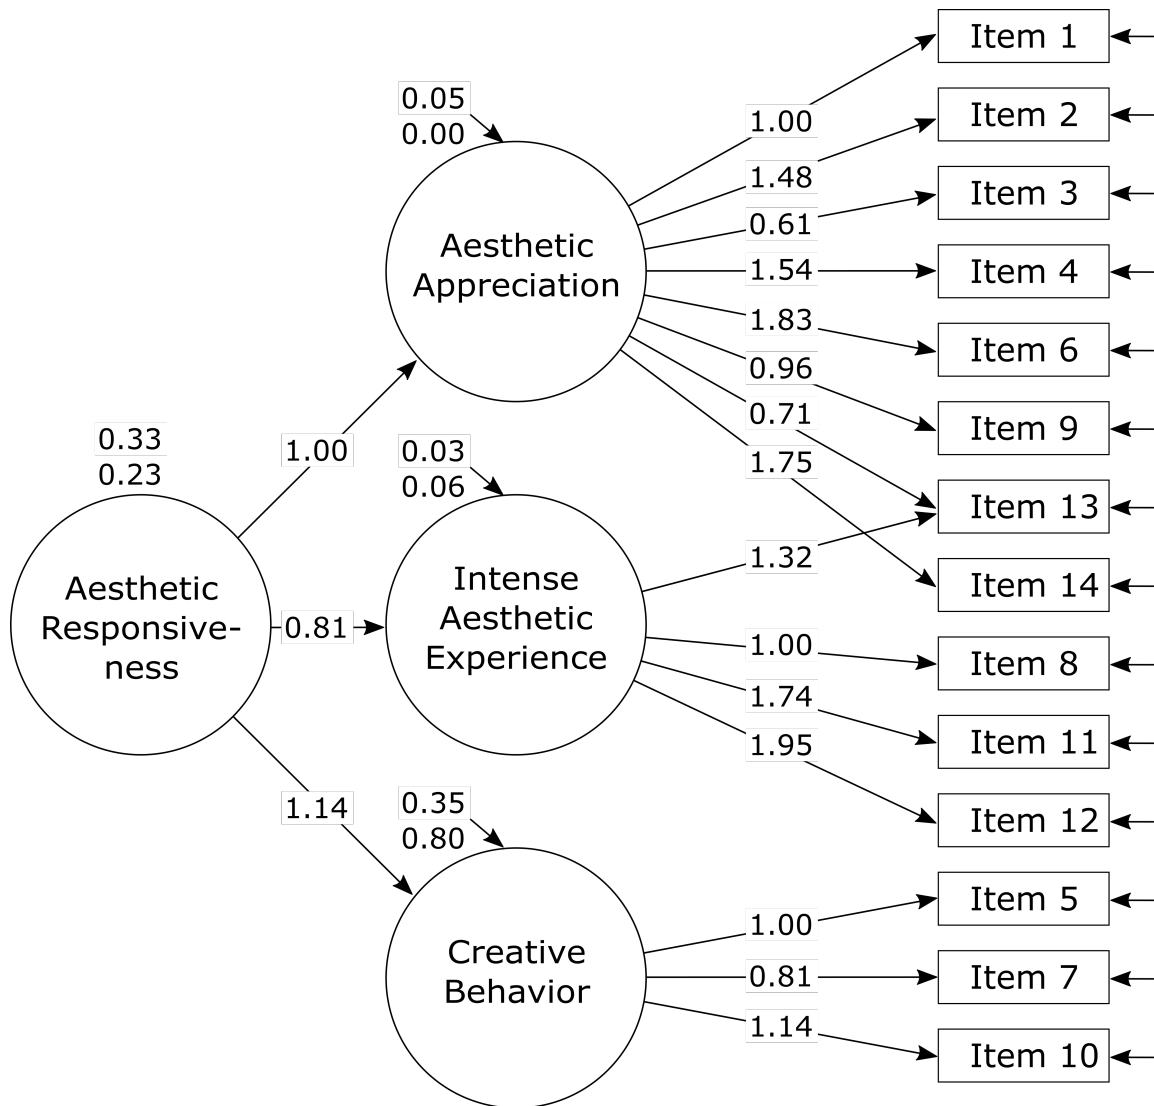 Item 1
0.05
0.00
1.00
Item 2
1.48
Item 3
0.61
Aesthetic
Appreciation
1.54
Item 4
1.83
Item 6
0.96
0.71
Item 9
0.33
0.23
1.00
0.03
0.06
1.75
Item 13
1.32
Item 14
Aesthetic
Responsive-
ness
0.81
Intense
Aesthetic
Experience
1.00
Item 8
1.74
Item 11
1.95
Item 12
1.14
0.35
0.80
Item 5
1.00
Creative
Behavior
0.81
Item 7
1.14
Item 10